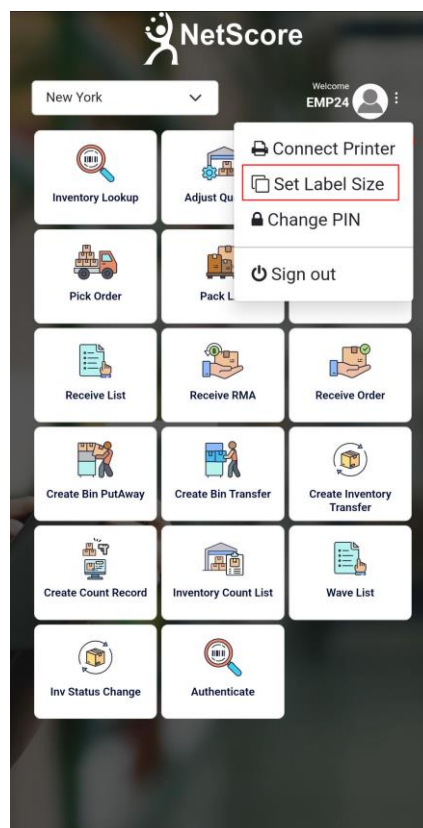 NetScore
New York
Welcome
EMP24
Connect Printer
Set Label Size
Change PIN
Sign out
Inventory Lookup
Adjust Qu
Pick Order
Pack L
Receive List
Receive RMA
Receive Order
Create Bin PutAway
Create Bin Transfer
Create Inventory
Transfer
Create Count Record
Inventory Count List
Wave List
Inv Status Change
Authenticate